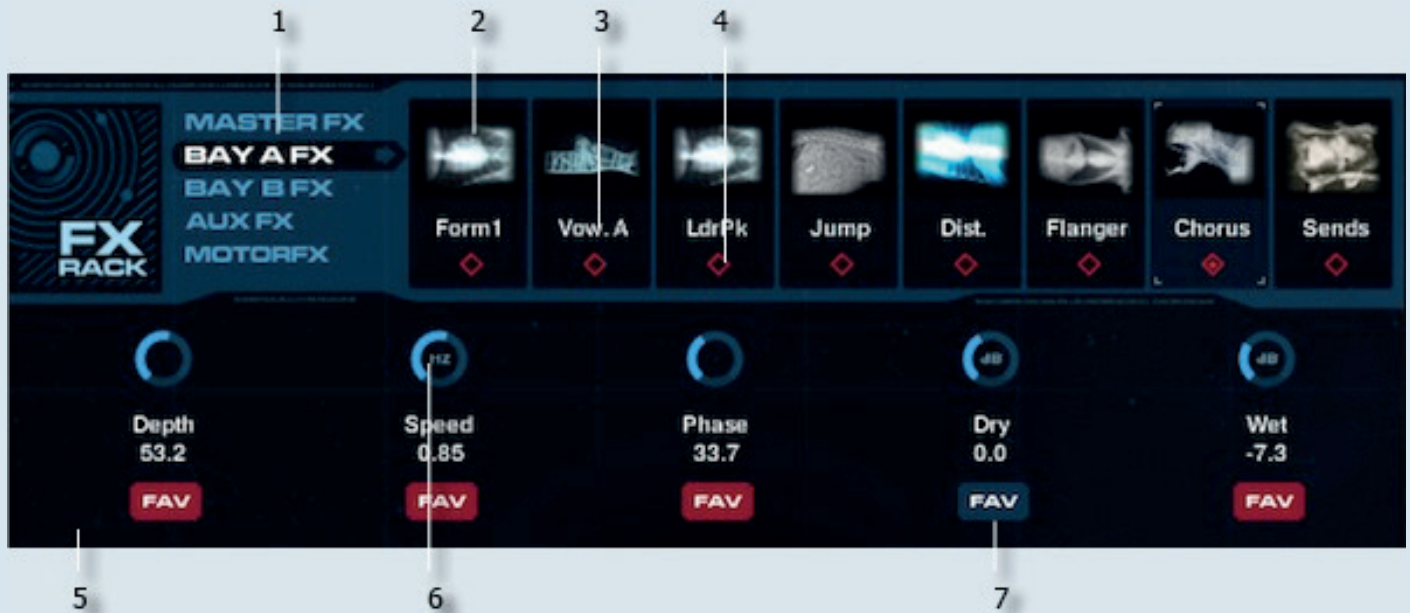 1 2 3 4
MASTER FX
BAY A FX
BAY B FX
AUX FX
MOTORFX
FX
RACK
Form1 Vow. A LdrPk Jump Dist. Flanger Chorus Sends
HZ dB dB
Depth Speed Phase Dry Wet
53.2 0.85 33.7 0.0 -7.3
FAV FAV FAV FAV FAV
5 6 7